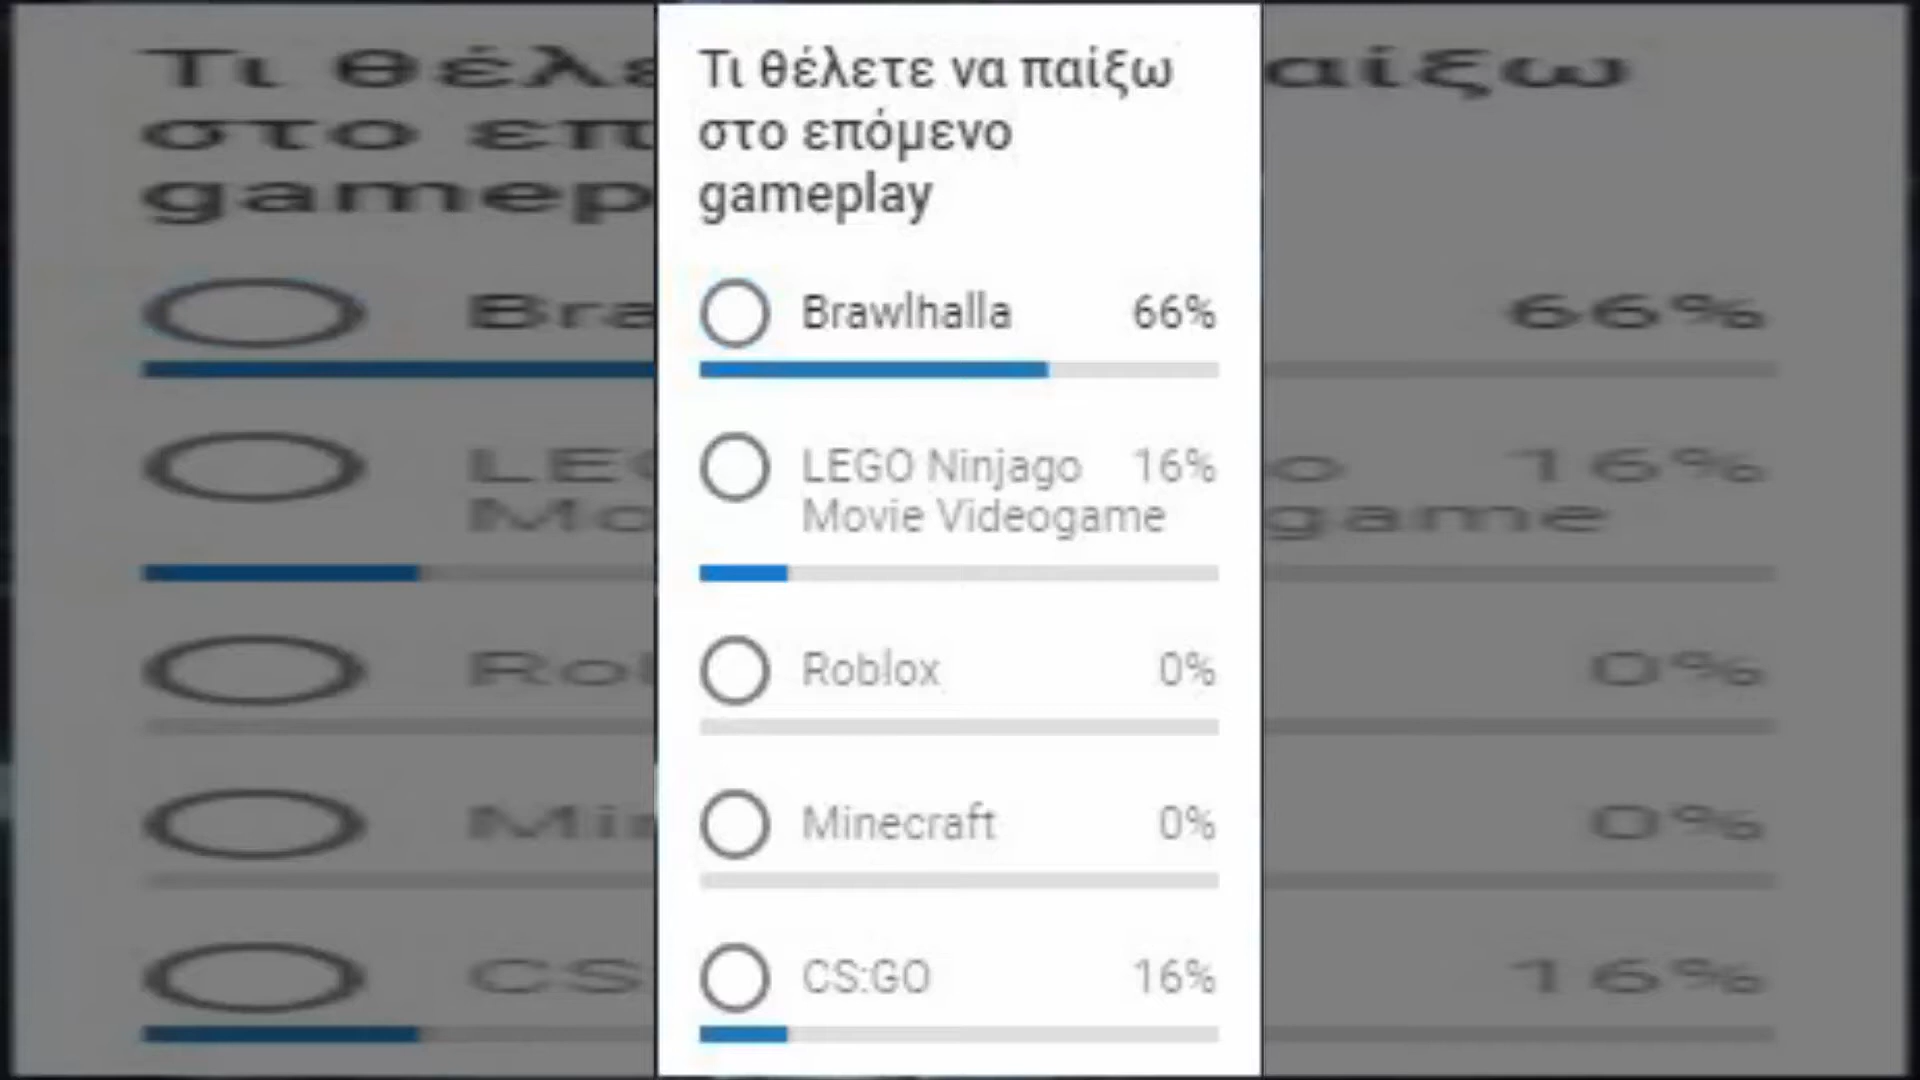 Τι θέλετε να παίξω
στο επόμενο
gameplay
Brawlhalla 66%
LEGO Ninjago 16%
Movie Videogame
Roblox 0%
Minecraft 0%
CS:GO 16%